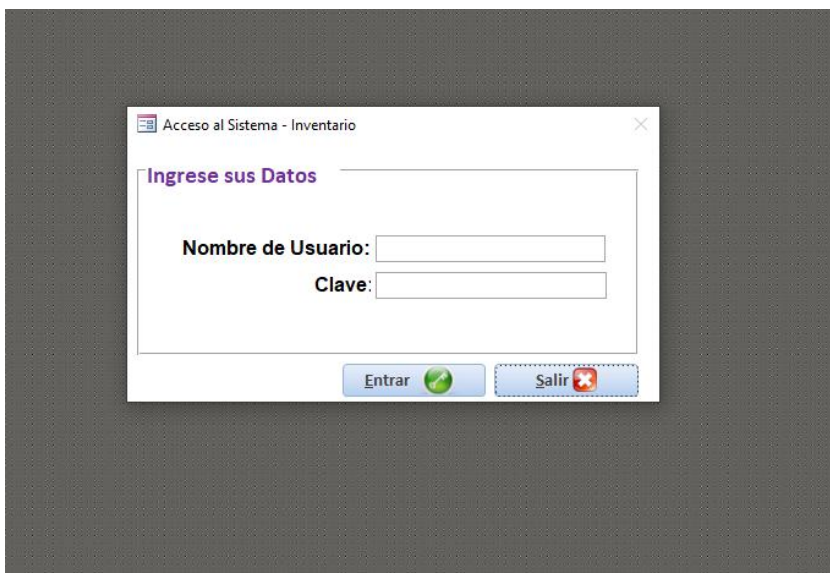 Acceso al Sistema - Inventario
Ingrese sus Datos
Nombre de Usuario:
Clave:
Entrar
Salir